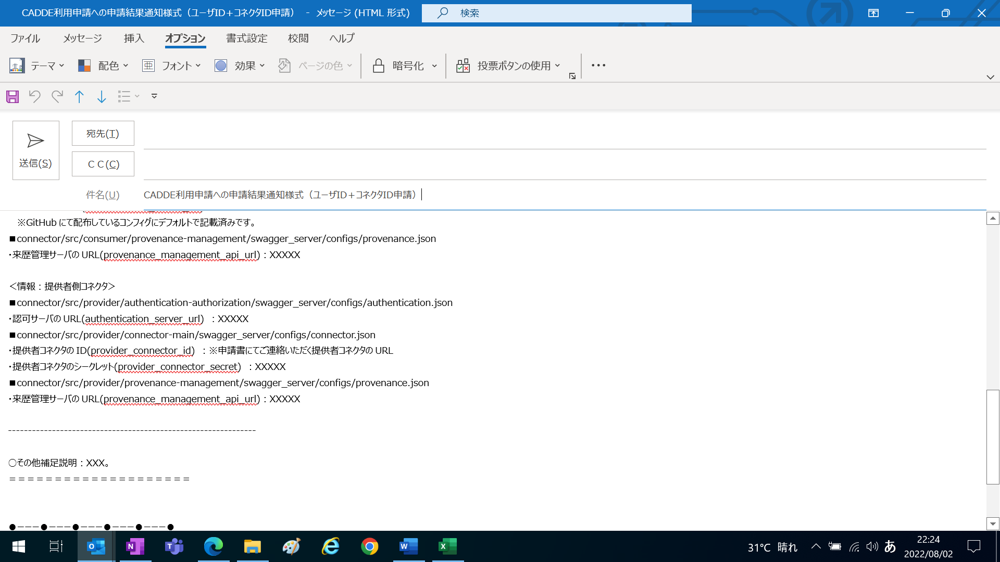 CADDE利用申請への申請結果通知様式（ユーザID＋コネクタID申請） - メッセージ (HTML 形式)
検索
ファイル メッセージ 挿入 オプション 書式設定 校閲 ヘルプ
テーマ 配色 フォント 効果 ページの色 暗号化 投票ボタンの使用
宛先(T)
送信(S)
ＣＣ(C)
件名(U) CADDE利用申請への申請結果通知様式（ユーザID＋コネクタID申請）
※GitHub にて配布しているコンフィグにデフォルトで記載済みです。
■connector/src/consumer/provenance-management/swagger_server/configs/provenance.json
・来歴管理サーバの URL(provenance_management_api_url)：XXXXX
＜情報：提供者側コネクタ＞
■connector/src/provider/authentication-authorization/swagger_server/configs/authentication.json
・認可サーバの URL(authentication_server_url) ：XXXXX
■connector/src/provider/connector-main/swagger_server/configs/connector.json
・提供者コネクタの ID(provider_connector_id) ：※申請書にてご連絡いただく提供者コネクタの URL
・提供者コネクタのシークレット(provider_connector_secret) ：XXXXX
■connector/src/provider/provenance-management/swagger_server/configs/provenance.json
・来歴管理サーバの URL(provenance_management_api_url)：XXXXX
--------------------------------------------------------------
○その他補足説明：XXX。
＝＝＝＝＝＝＝＝＝＝＝＝＝＝＝＝＝＝＝＝
●－－－●－－－●－－－●－－－●－－－●
31°C 晴れ
あ
22:24
2022/08/02